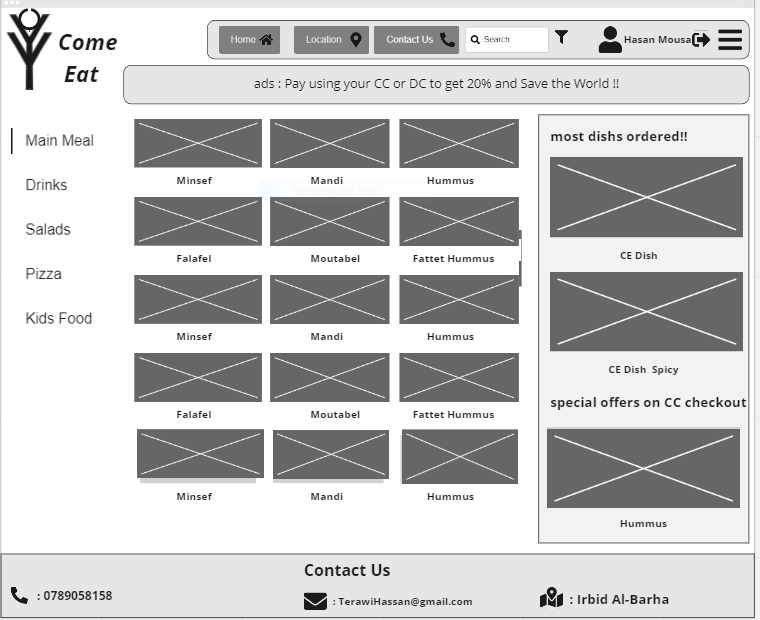 Come
Eat
Home
Location
Contact Us
Search
Hasan Mousa
ads : Pay using your CC or DC to get 20% and Save the World !!
Main Meal
Drinks
Salads
Pizza
Kids Food
Minsef
Mandi
Hummus
Falafel
Moutabel
Fattet Hummus
Minsef
Mandi
Hummus
Falafel
Moutabel
Fattet Hummus
Minsef
Mandi
Hummus
most dishs ordered!!
CE Dish
CE Dish Spicy
special offers on CC checkout
Hummus
Contact Us
: 0789058158
: TerawiHassan@gmail.com
: Irbid Al-Barha